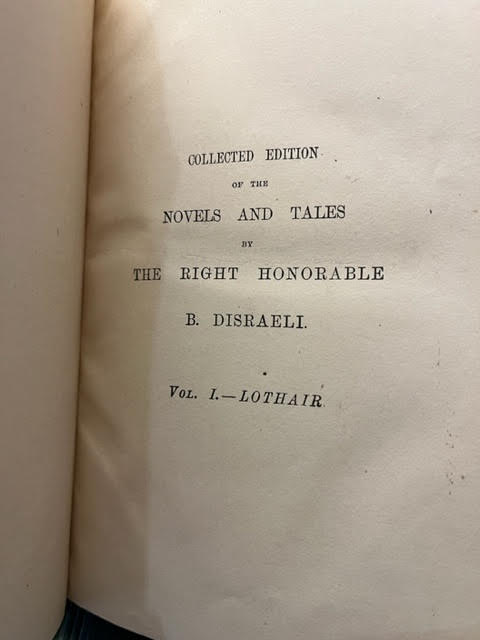 COLLECTED EDITION
OF THE
NOVELS AND TALES
BY
THE RIGHT HONORABLE
B. DISRAELI.
VOL. I.—LOTHAIR